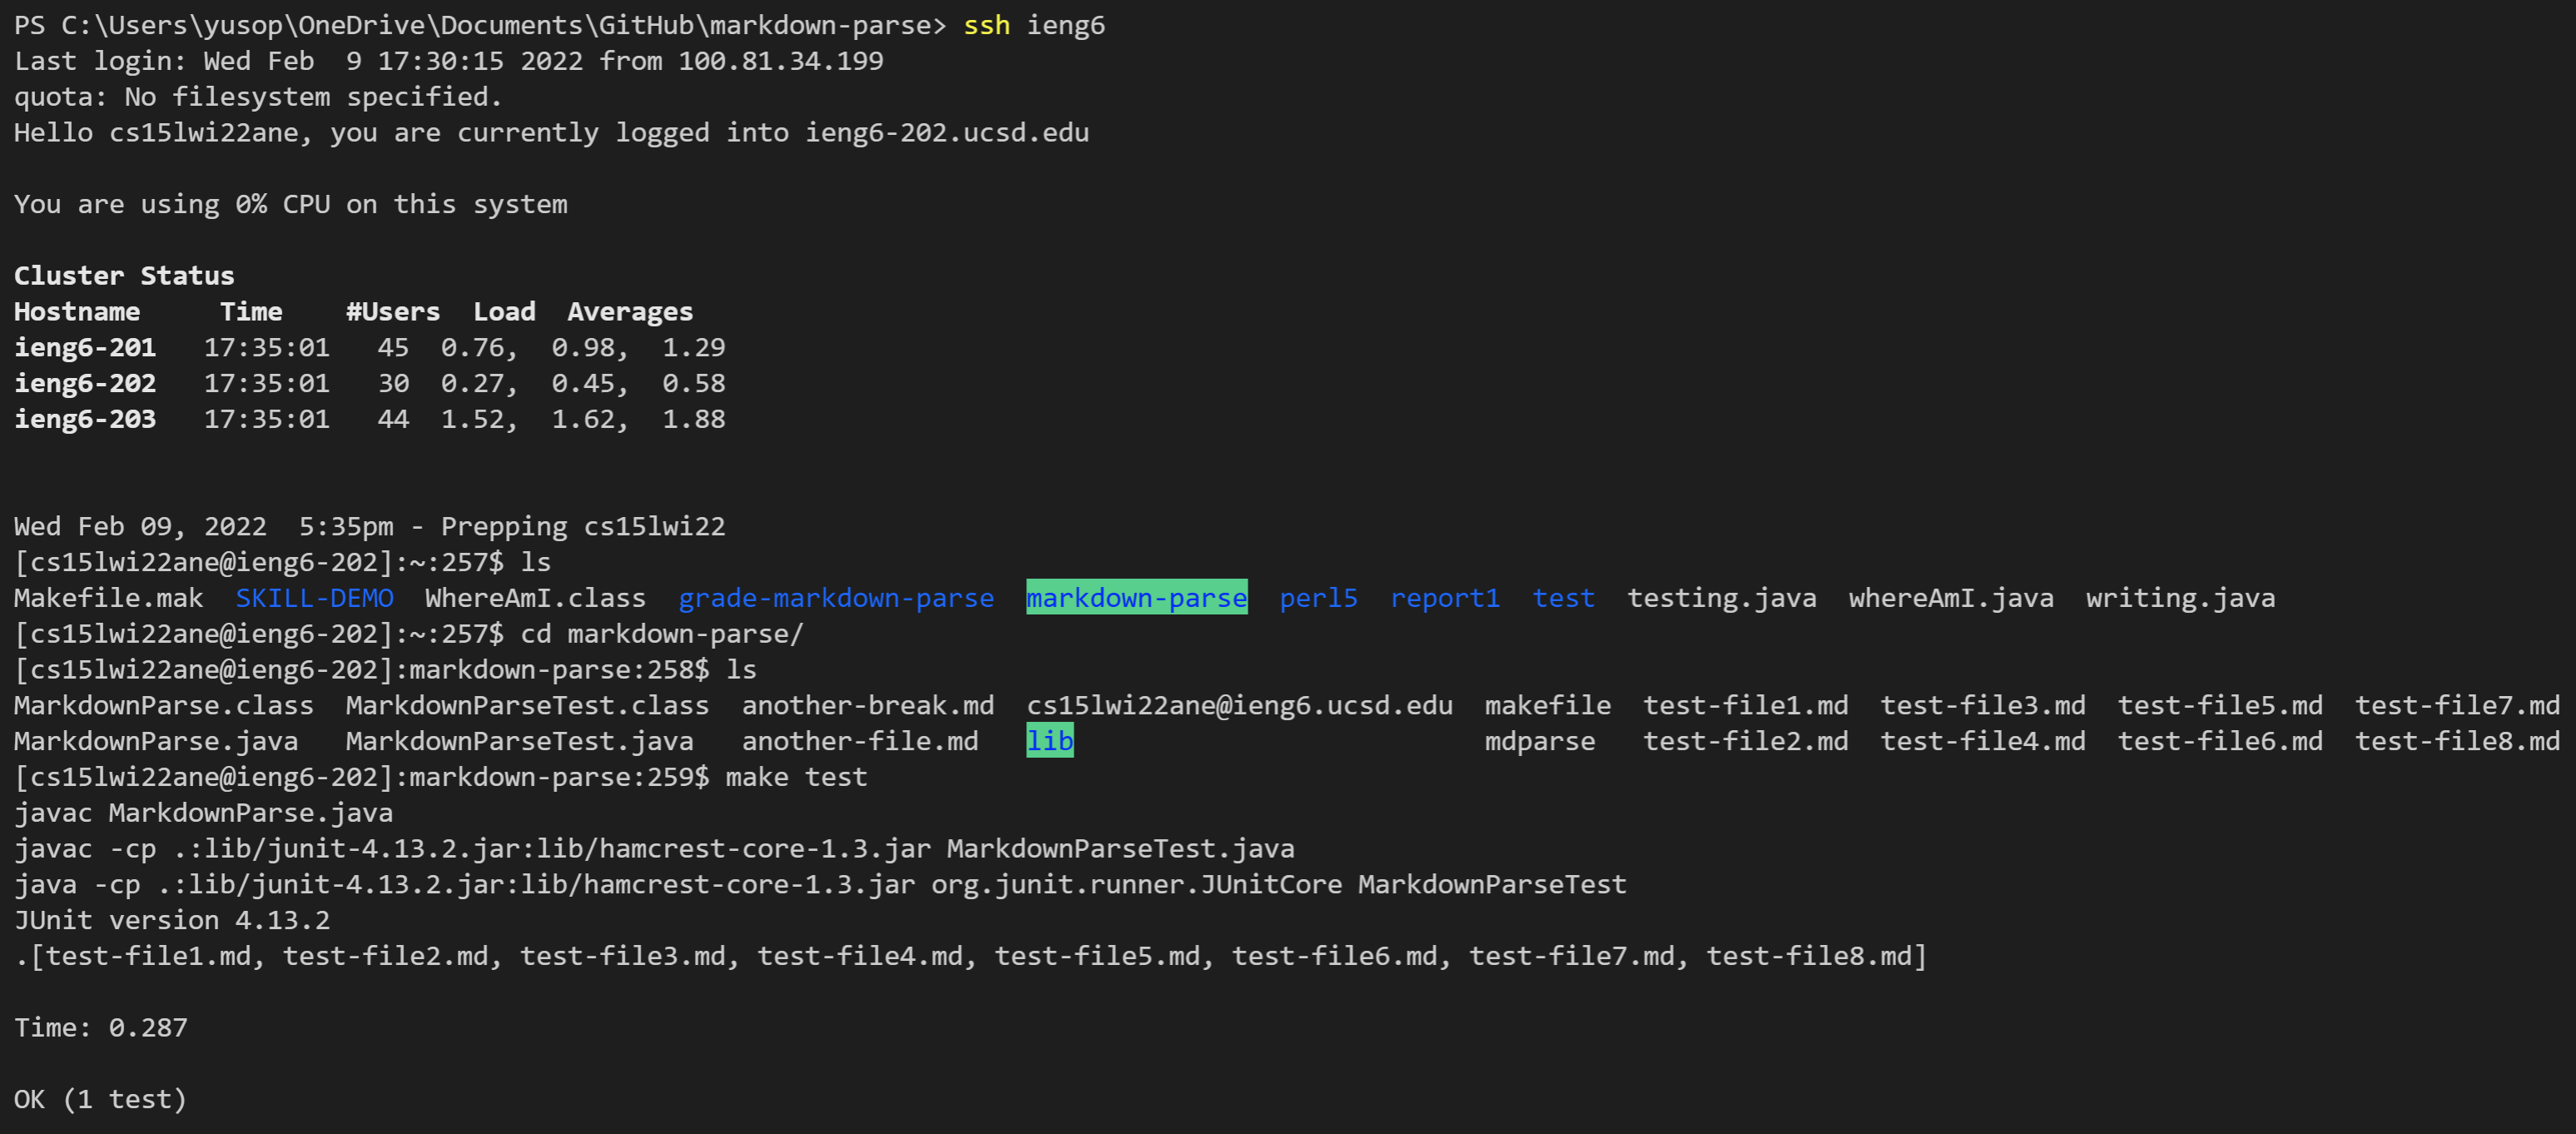 PS C:\Users\yusop\OneDrive\Documents\GitHub\markdown-parse> ssh ieng6
Last login: Wed Feb  9 17:30:15 2022 from 100.81.34.199
quota: No filesystem specified.
Hello cs15lwi22ane, you are currently logged into ieng6-202.ucsd.edu
You are using 0% CPU on this system
Cluster Status
Hostname     Time    #Users  Load  Averages
ieng6-201   17:35:01   45  0.76,  0.98,  1.29
ieng6-202   17:35:01   30  0.27,  0.45,  0.58
ieng6-203   17:35:01   44  1.52,  1.62,  1.88
Wed Feb 09, 2022  5:35pm - Prepping cs15lwi22
[cs15lwi22ane@ieng6-202]:~:257$ ls
Makefile.mak  SKILL-DEMO  WhereAmI.class  grade-markdown-parse  markdown-parse  perl5  report1  test  testing.java  whereAmI.java  writing.java
[cs15lwi22ane@ieng6-202]:~:257$ cd markdown-parse/
[cs15lwi22ane@ieng6-202]:markdown-parse:258$ ls
MarkdownParse.class  MarkdownParseTest.class  another-break.md  cs15lwi22ane@ieng6.ucsd.edu  makefile  test-file1.md  test-file3.md  test-file5.md  test-file7.md
MarkdownParse.java   MarkdownParseTest.java   another-file.md   lib                          mdparse   test-file2.md  test-file4.md  test-file6.md  test-file8.md
[cs15lwi22ane@ieng6-202]:markdown-parse:259$ make test
javac MarkdownParse.java
javac -cp .:lib/junit-4.13.2.jar:lib/hamcrest-core-1.3.jar MarkdownParseTest.java
java -cp .:lib/junit-4.13.2.jar:lib/hamcrest-core-1.3.jar org.junit.runner.JUnitCore MarkdownParseTest
JUnit version 4.13.2
.[test-file1.md, test-file2.md, test-file3.md, test-file4.md, test-file5.md, test-file6.md, test-file7.md, test-file8.md]
Time: 0.287
OK (1 test)